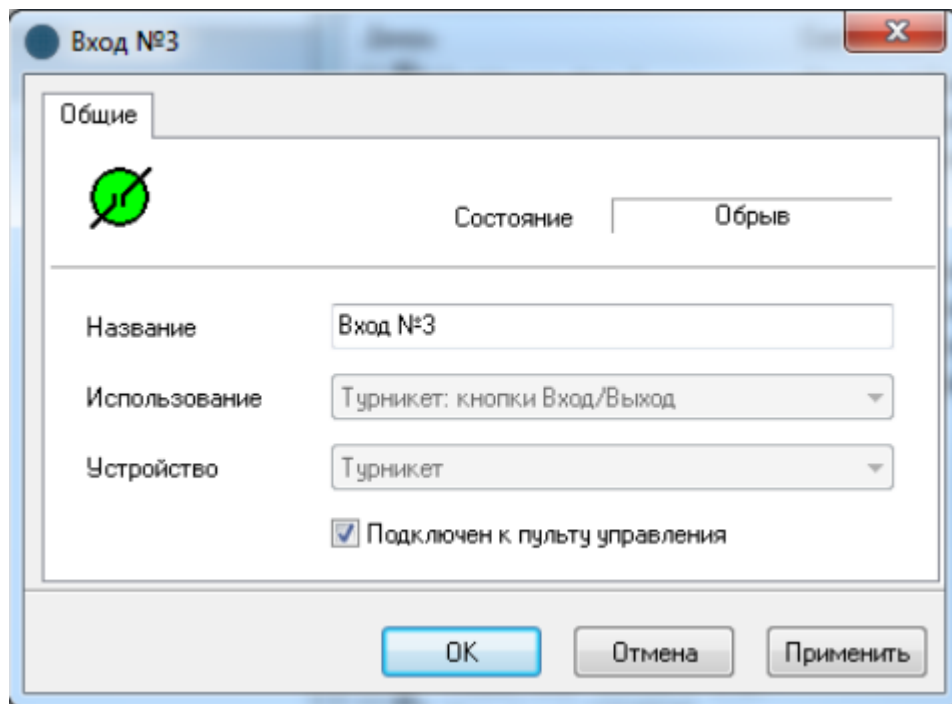 Вход №3
Общие
Состояние Обрыв
Название Вход №3
Использование Турникет: кнопки Вход/Выход
Устройство Турникет
Подключен к пульту управления
OK Отмена Применить